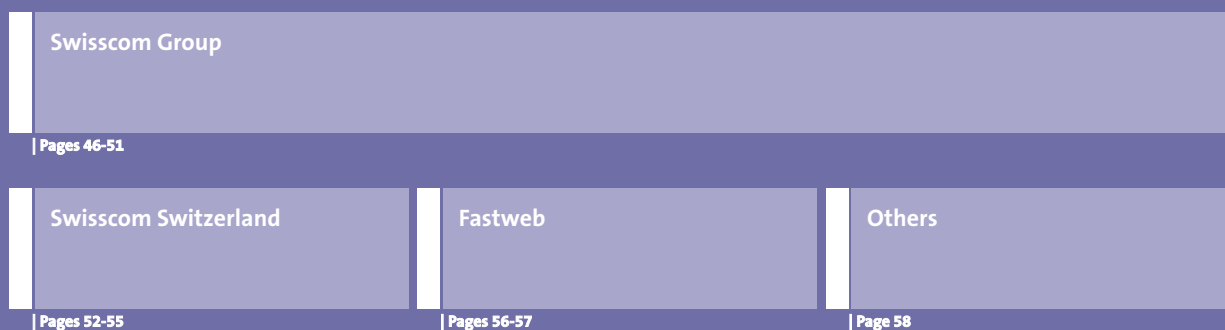 Swisscom Group
| Pages 46-51
Swisscom Switzerland
Fastweb
Others
| Pages 52-55
| Pages 56-57
| Page 58